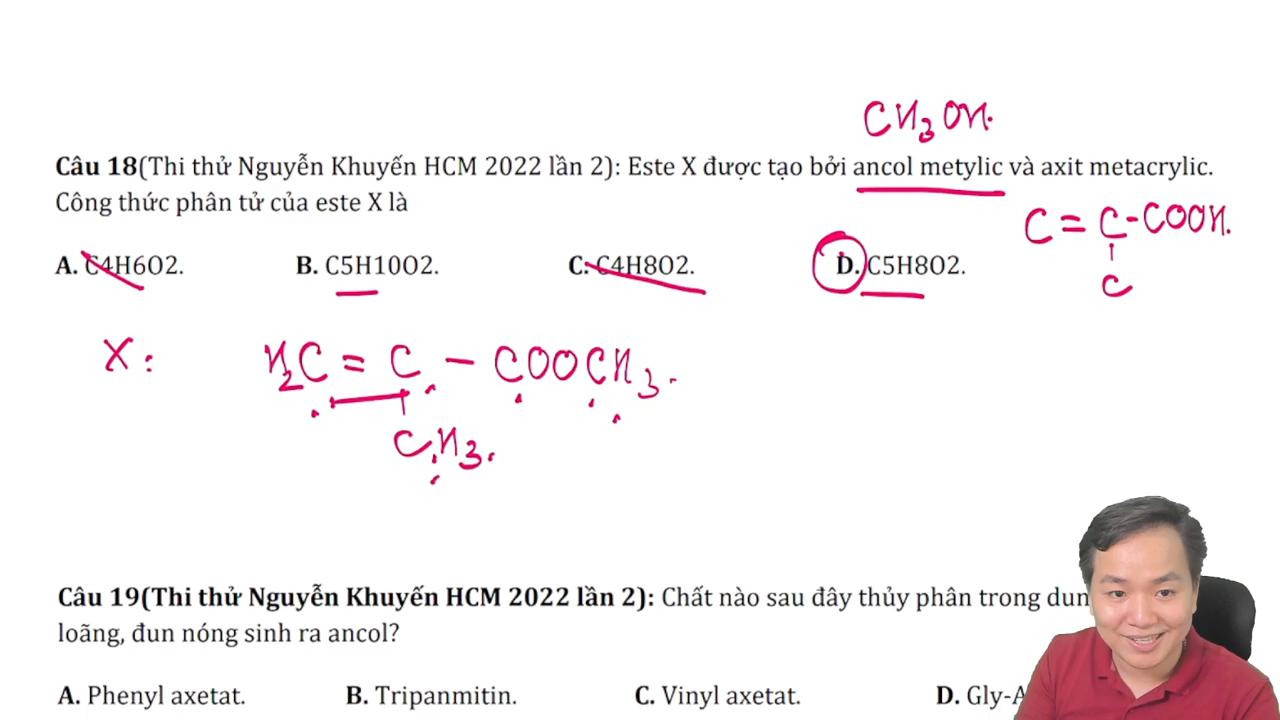 CH3OH.
Câu 18(Thi thử Nguyễn Khuyến HCM 2022 lần 2): Este X được tạo bởi ancol metylic và axit metacrylic.
Công thức phân tử của este X là
C = C - COOH.
C
A. C4H6O2. B. C5H10O2. C. C4H8O2. D. C5H8O2.
X: H2C = C - COOCH3.
CH3.
Câu 19(Thi thử Nguyễn Khuyến HCM 2022 lần 2): Chất nào sau đây thủy phân trong
loãng, đun nóng sinh ra ancol?
A. Phenyl axetat. B. Tripanmitin. C. Vinyl axetat. D. Gly-A